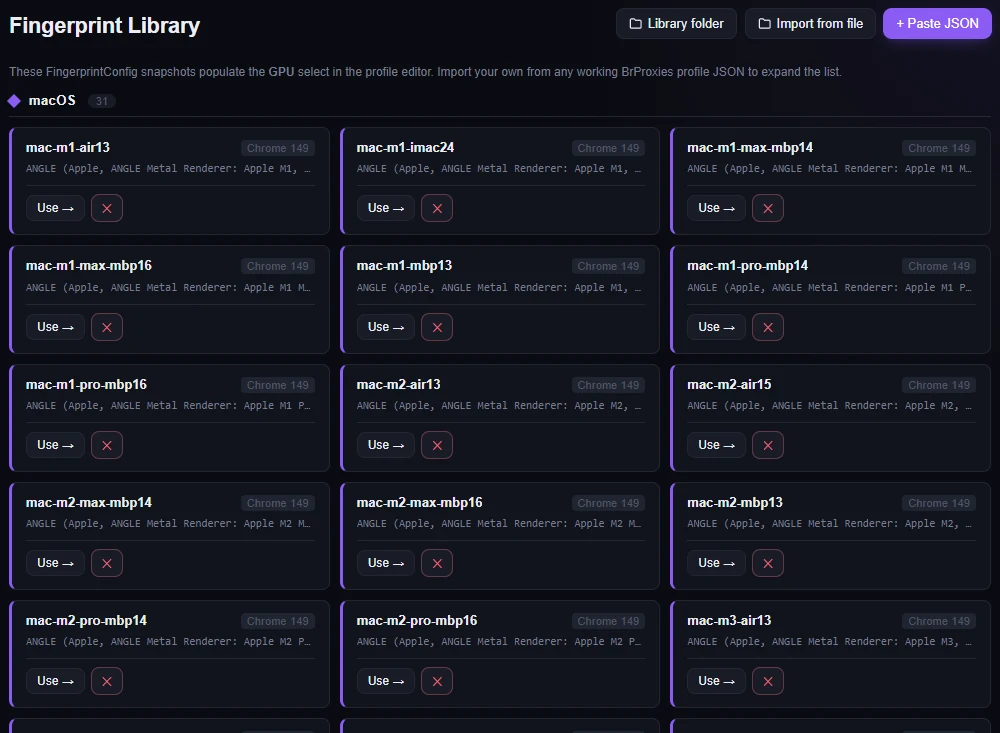 Fingerprint Library
Library folder
Import from file
+ Paste JSON
These FingerprintConfig snapshots populate the GPU select in the profile editor. Import your own from any working BrProxies profile JSON to expand the list.
macOS 31
mac-m1-air13 Chrome 149
ANGLE (Apple, ANGLE Metal Renderer: Apple M1, …
Use →
mac-m1-imac24 Chrome 149
ANGLE (Apple, ANGLE Metal Renderer: Apple M1, …
Use →
mac-m1-max-mbp14 Chrome 149
ANGLE (Apple, ANGLE Metal Renderer: Apple M1 M…
Use →
mac-m1-max-mbp16 Chrome 149
ANGLE (Apple, ANGLE Metal Renderer: Apple M1 M…
Use →
mac-m1-mbp13 Chrome 149
ANGLE (Apple, ANGLE Metal Renderer: Apple M1, …
Use →
mac-m1-pro-mbp14 Chrome 149
ANGLE (Apple, ANGLE Metal Renderer: Apple M1 P…
Use →
mac-m1-pro-mbp16 Chrome 149
ANGLE (Apple, ANGLE Metal Renderer: Apple M1 P…
Use →
mac-m2-air13 Chrome 149
ANGLE (Apple, ANGLE Metal Renderer: Apple M2, …
Use →
mac-m2-air15 Chrome 149
ANGLE (Apple, ANGLE Metal Renderer: Apple M2, …
Use →
mac-m2-max-mbp14 Chrome 149
ANGLE (Apple, ANGLE Metal Renderer: Apple M2 M…
Use →
mac-m2-max-mbp16 Chrome 149
ANGLE (Apple, ANGLE Metal Renderer: Apple M2 M…
Use →
mac-m2-mbp13 Chrome 149
ANGLE (Apple, ANGLE Metal Renderer: Apple M2, …
Use →
mac-m2-pro-mbp14 Chrome 149
ANGLE (Apple, ANGLE Metal Renderer: Apple M2 P…
Use →
mac-m2-pro-mbp16 Chrome 149
ANGLE (Apple, ANGLE Metal Renderer: Apple M2 P…
Use →
mac-m3-air13 Chrome 149
ANGLE (Apple, ANGLE Metal Renderer: Apple M3, …
Use →